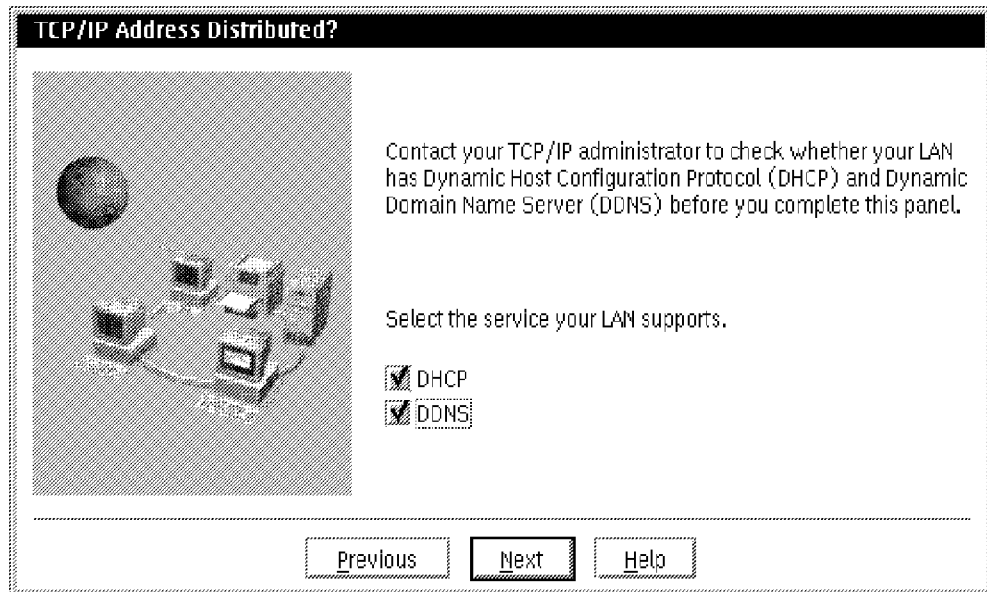 TCP/IP Address Distributed?
Contact your TCP/IP administrator to check whether your LAN
has Dynamic Host Configuration Protocol (DHCP) and Dynamic
Domain Name Server (DDNS) before you complete this panel.
Select the service your LAN supports.
DHCP
DDNS
Previous Next Help